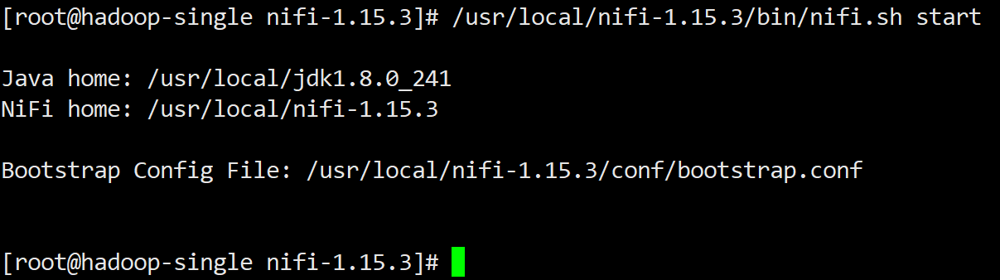 [root@hadoop-single nifi-1.15.3]# /usr/local/nifi-1.15.3/bin/nifi.sh start
Java home: /usr/local/jdk1.8.0_241
NiFi home: /usr/local/nifi-1.15.3
Bootstrap Config File: /usr/local/nifi-1.15.3/conf/bootstrap.conf
[root@hadoop-single nifi-1.15.3]#